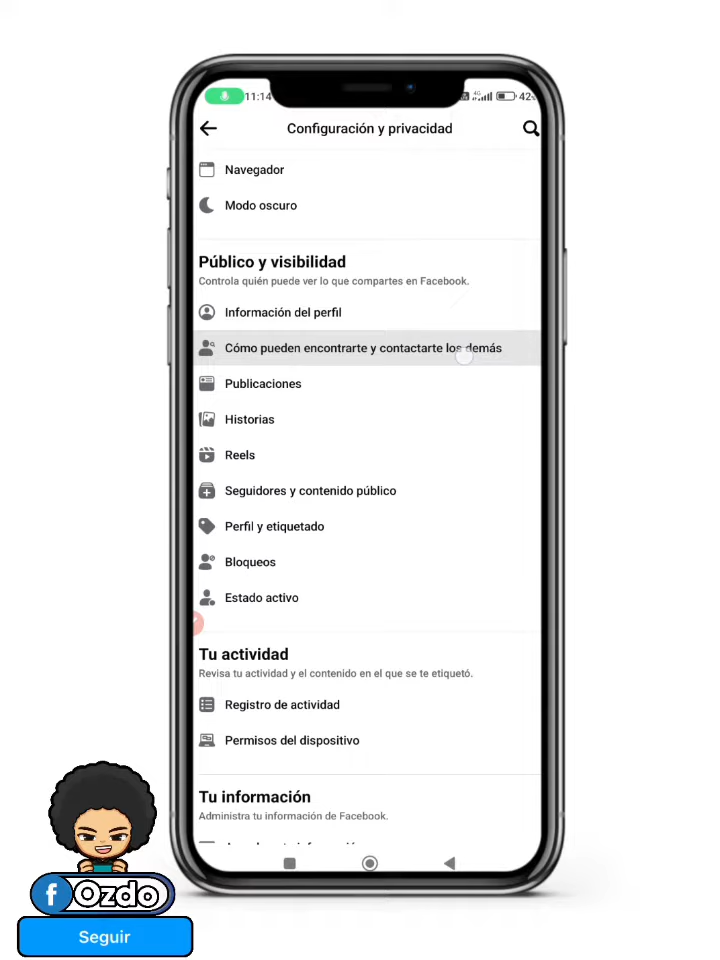 11:14
4G
42%
Configuración y privacidad
Navegador
Modo oscuro
Público y visibilidad
Controla quién puede ver lo que compartes en Facebook.
Información del perfil
Cómo pueden encontrarte y contactarte los demás
Publicaciones
Historias
Reels
Seguidores y contenido público
Perfil y etiquetado
Bloqueos
Estado activo
Tu actividad
Revisa tu actividad y el contenido en el que se te etiquetó.
Registro de actividad
Permisos del dispositivo
Tu información
Administra tu información de Facebook.
f Ozdo
Seguir